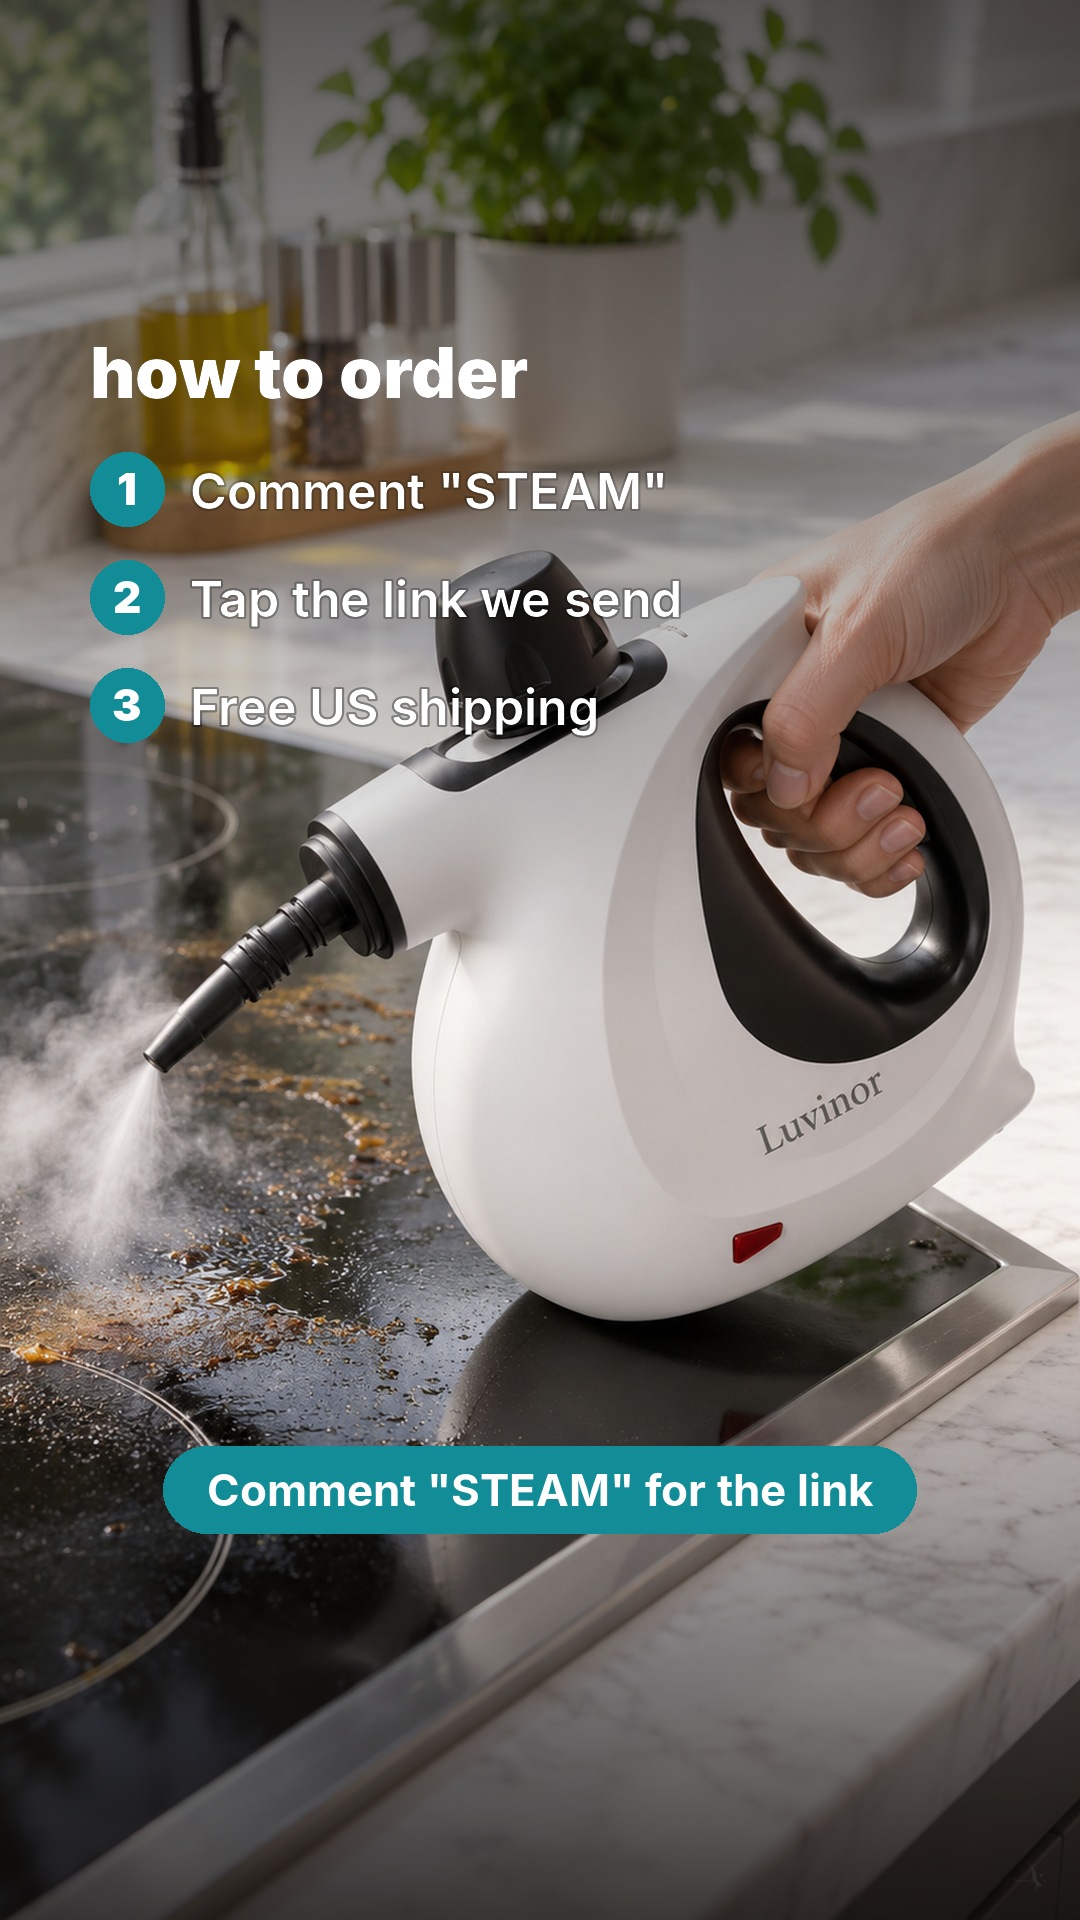 how to order
1 Comment "STEAM"
2 Tap the link we send
3 Free US shipping
Luvinor
Comment "STEAM" for the link